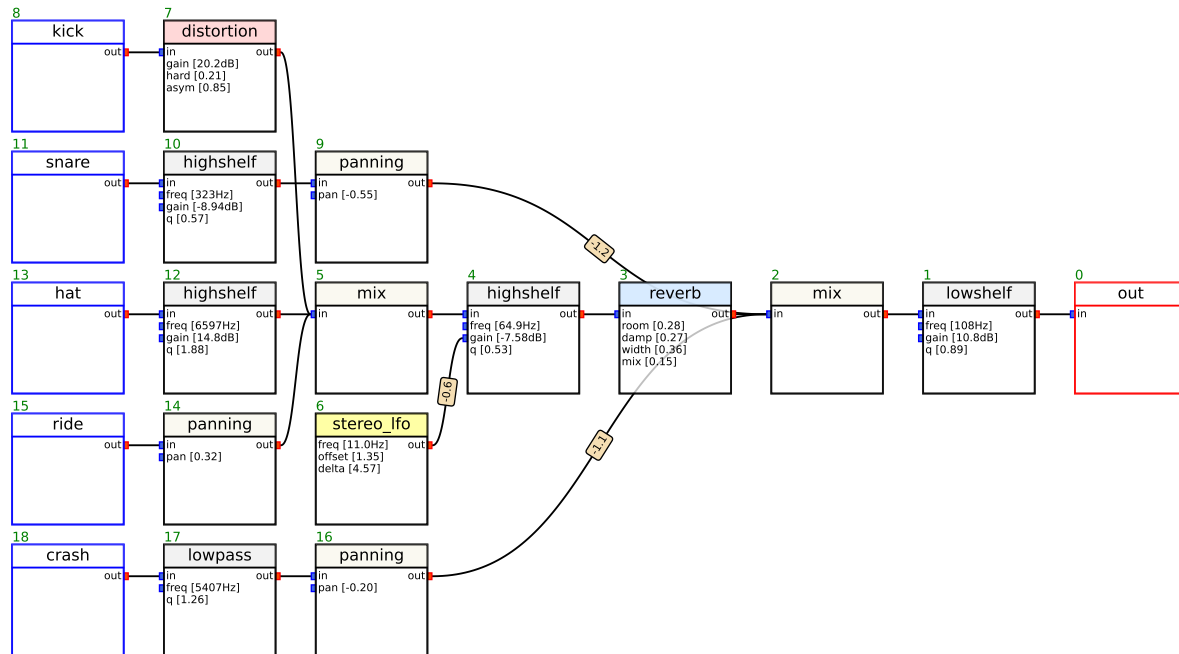 8
kick
out
7
distortion
in out
gain [20.2dB]
hard [0.21]
asym [0.85]
11
snare
out
10
highshelf
in out
freq [323Hz]
gain [-8.94dB]
q [0.57]
9
panning
in out
pan [-0.55]
-1.2
13
hat
out
12
highshelf
in out
freq [6597Hz]
gain [14.8dB]
q [1.88]
5
mix
in out
4
highshelf
in out
freq [64.9Hz]
gain [-7.58dB]
q [0.53]
3
reverb
in out
room [0.28]
damp [0.27]
width [0.36]
mix [0.15]
2
mix
in out
1
lowshelf
in out
freq [108Hz]
gain [10.8dB]
q [0.89]
0
out
in
-0.6
15
ride
out
14
panning
in out
pan [0.32]
6
stereo_lfo
freq [11.0Hz] out
offset [1.35]
delta [4.57]
-1.1
18
crash
out
17
lowpass
in out
freq [5407Hz]
q [1.26]
16
panning
in out
pan [-0.20]